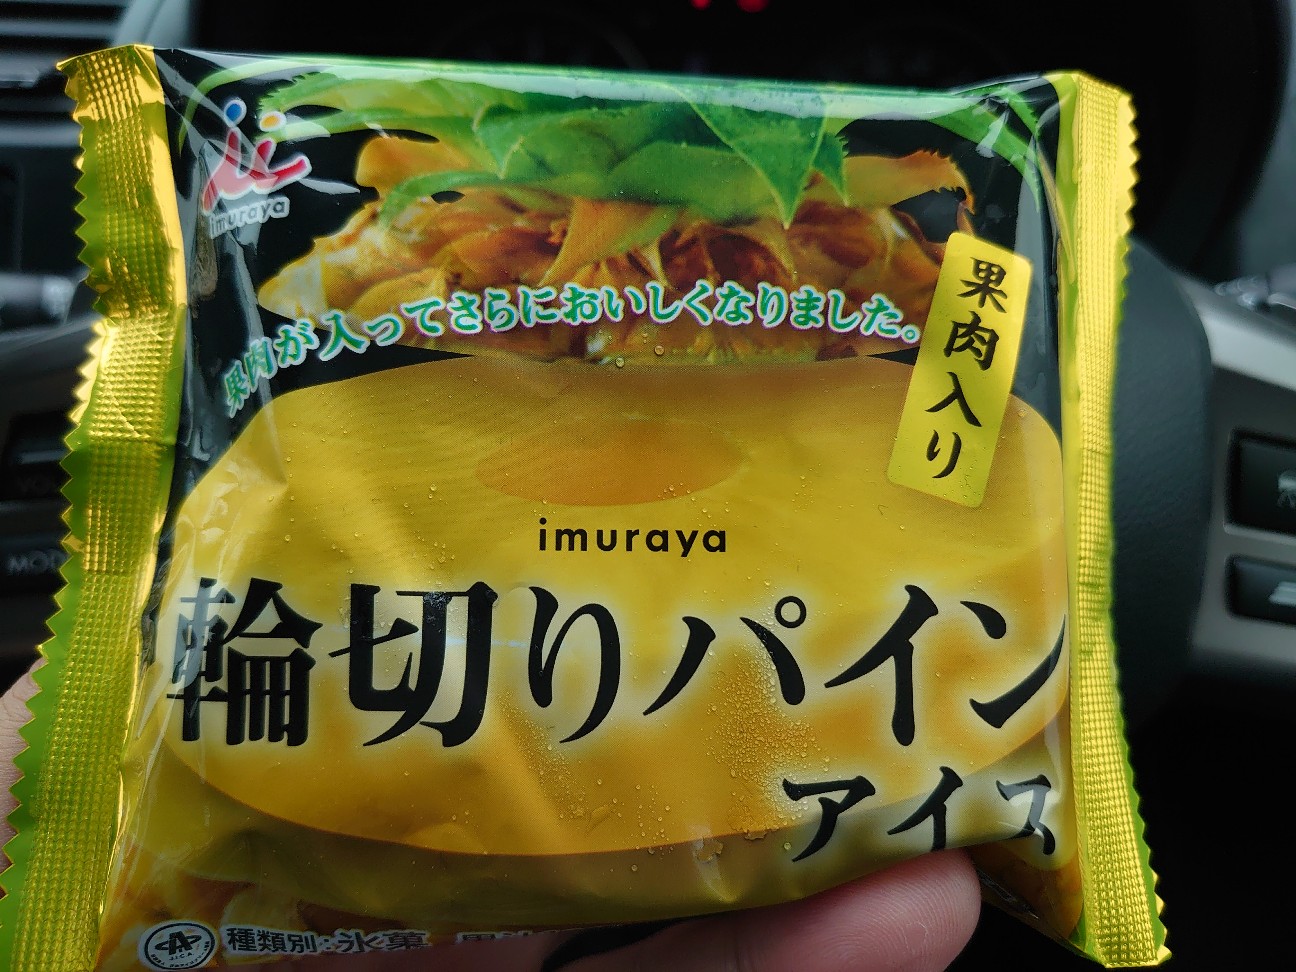 imuraya
果肉が入ってさらにおいしくなりました。
果肉入り
imuraya
輪切りパイン
アイス
種類別:氷菓
MOD